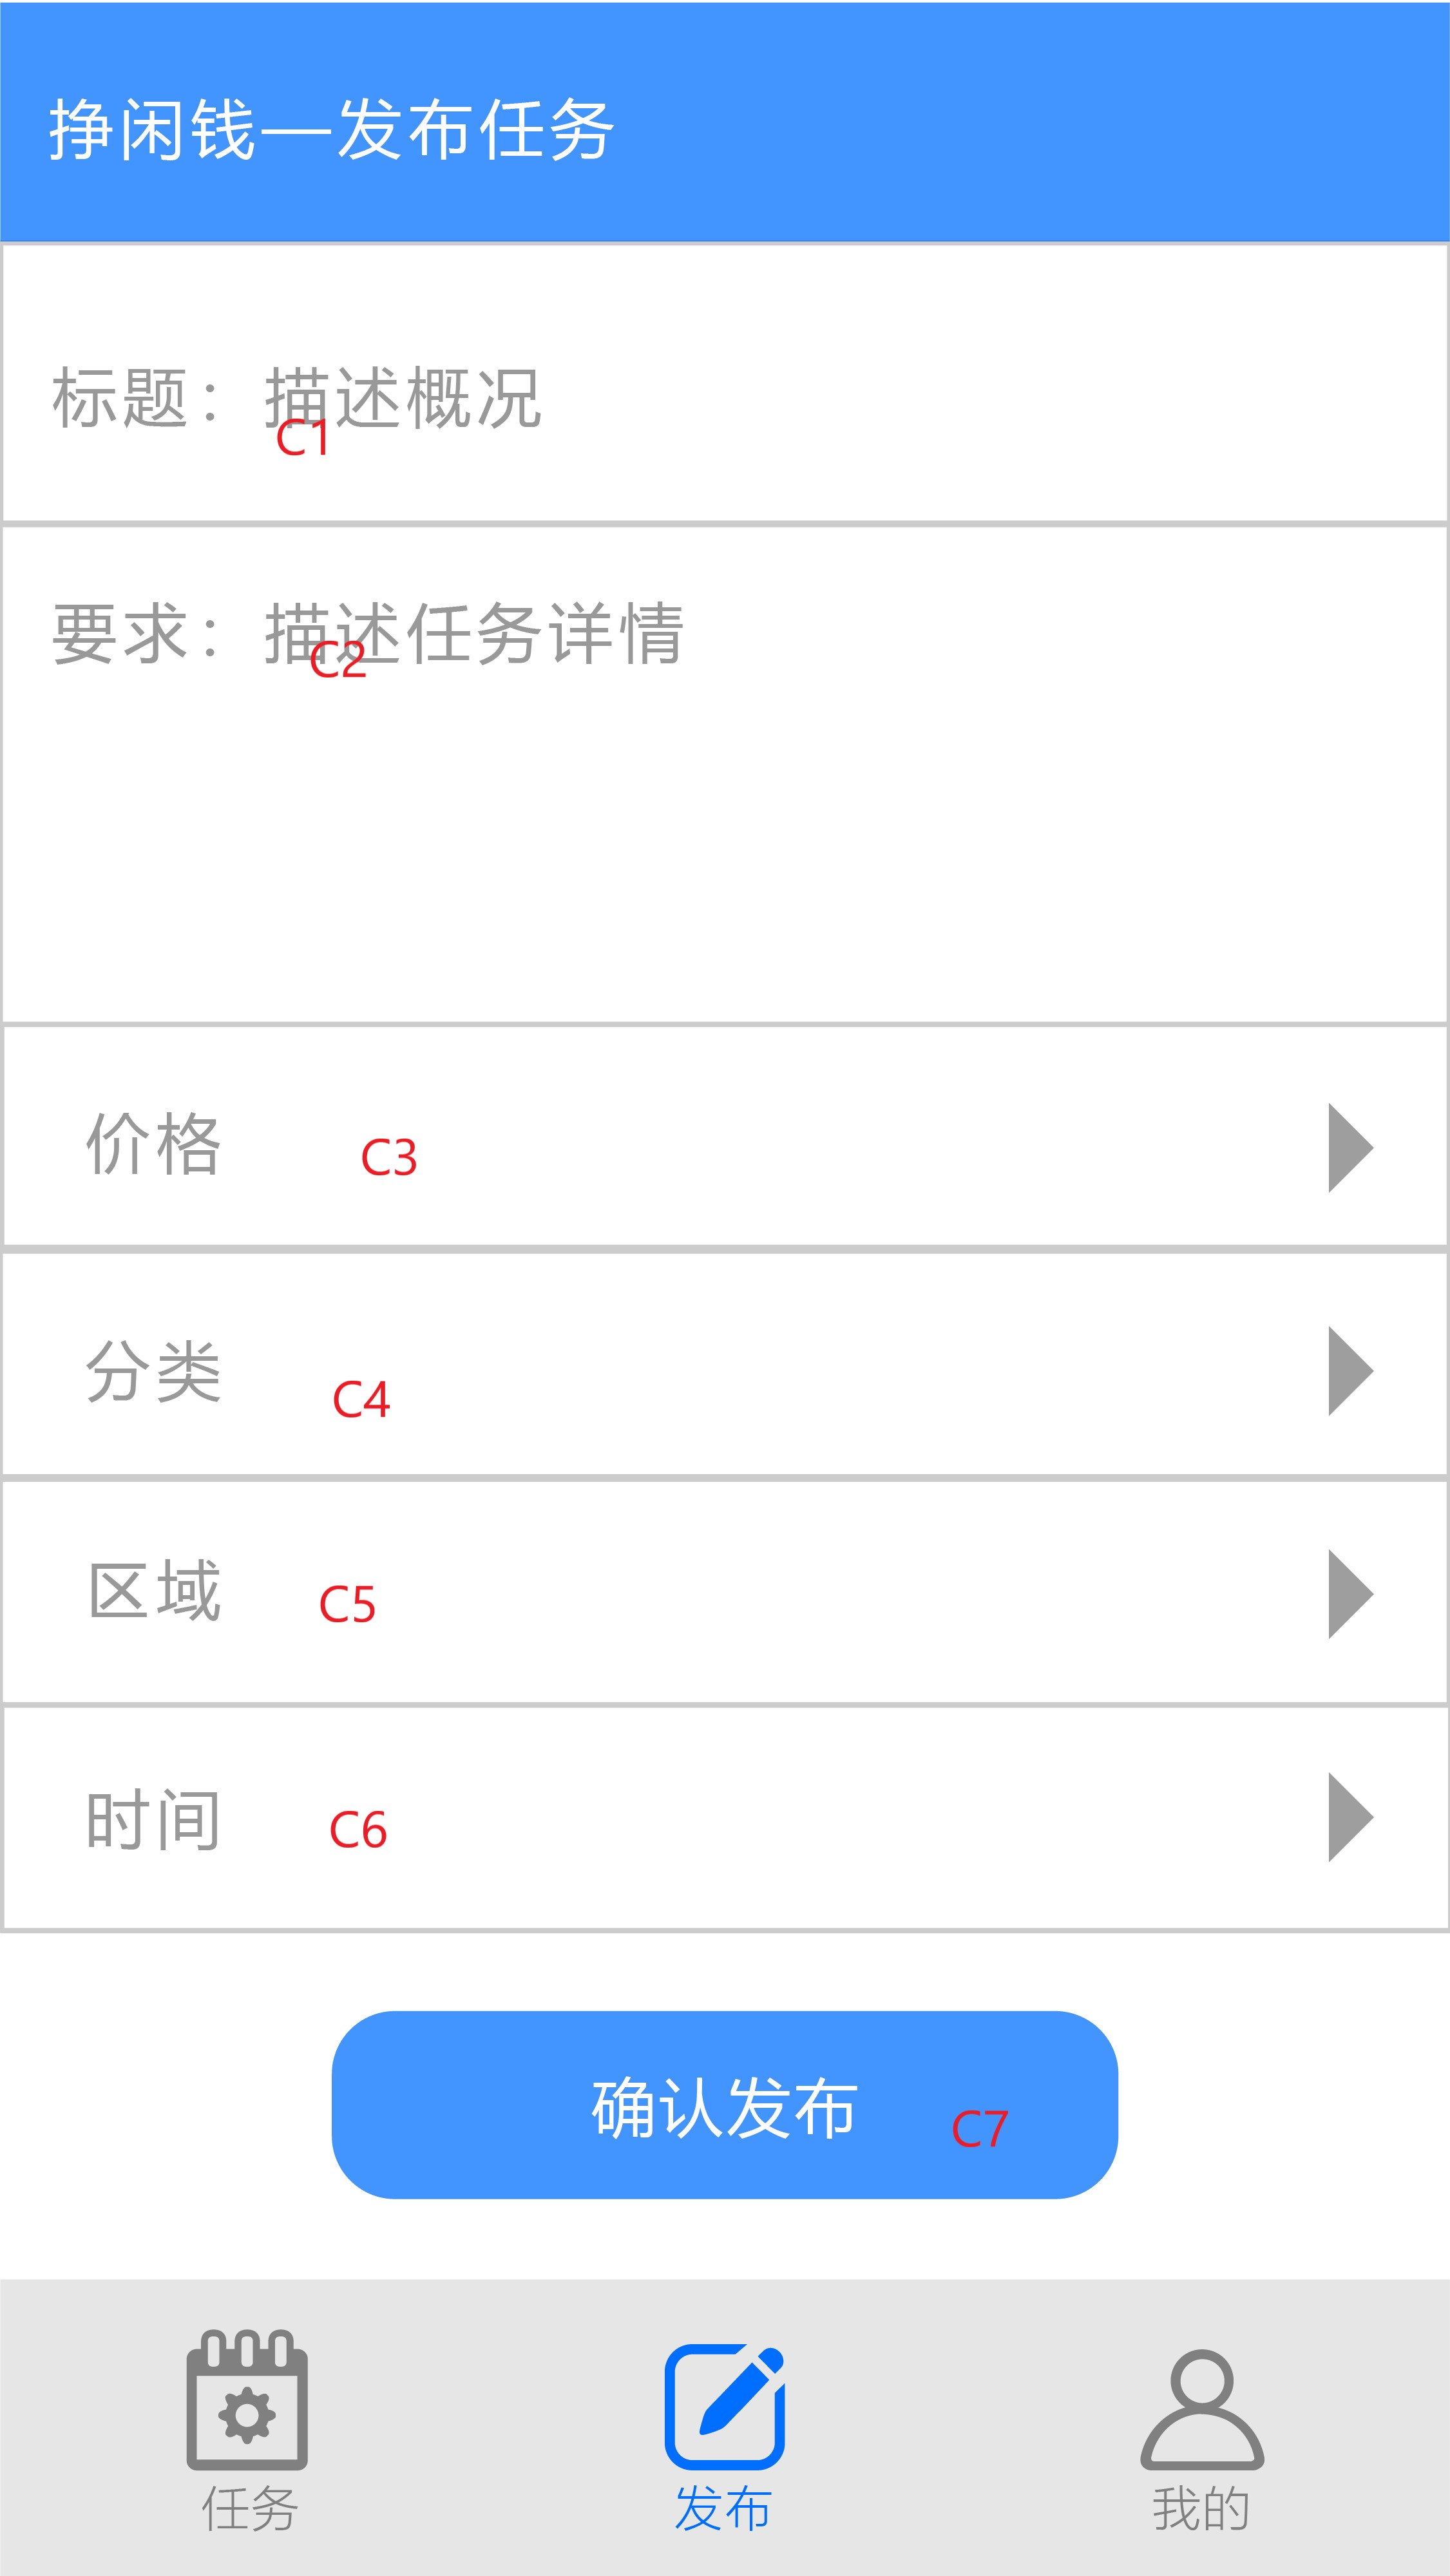 挣闲钱—发布任务
标题：描述概况
C1
要求：描述任务详情
C2
价格 C3
分类 C4
区域 C5
时间 C6
确认发布 C7
任务 发布 我的